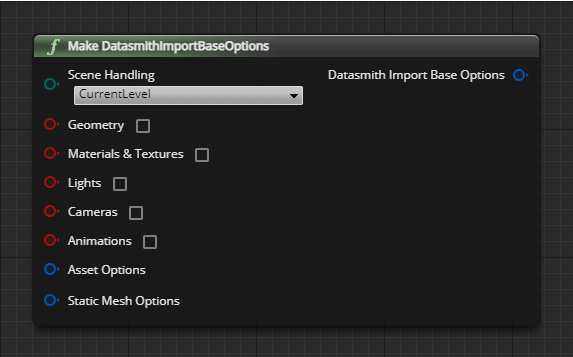 f Make DatasmithImportBaseOptions
Scene Handling
Datasmith Import Base Options
CurrentLevel
Geometry
Materials & Textures
Lights
Cameras
Animations
Asset Options
Static Mesh Options